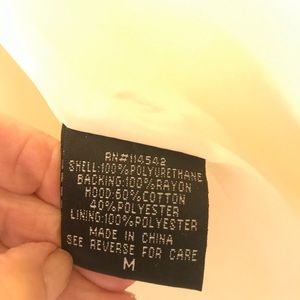 RN#114542
SHELL:100%POLYURETHANE
BACKING:100%RAYON
HOOD:60%COTTON
40%POLYESTER
LINING:100%POLYESTER
MADE IN CHINA
SEE REVERSE FOR CARE
M